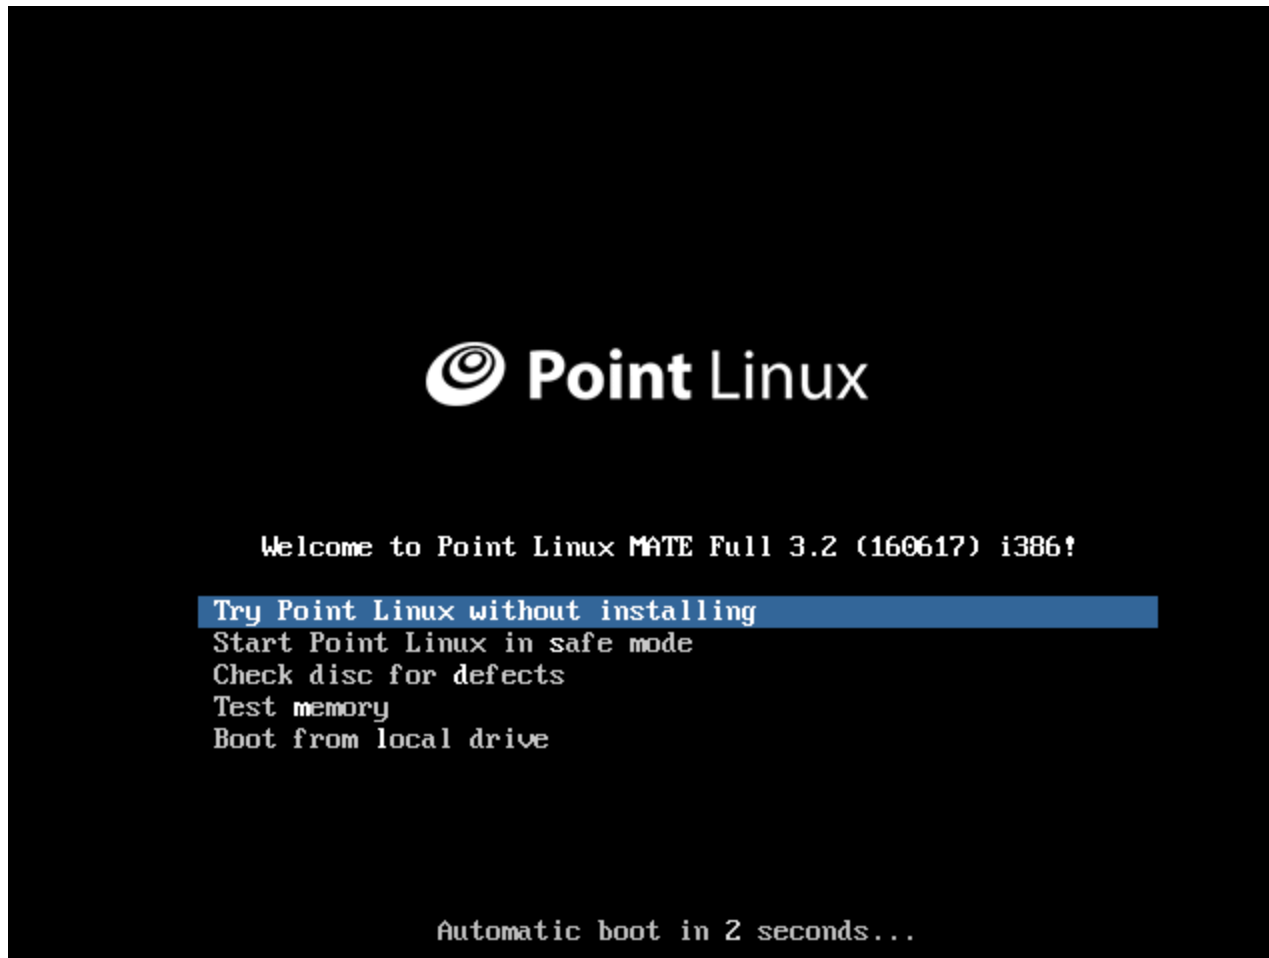 Point Linux
Welcome to Point Linux MATE Full 3.2 (160617) i386!
Try Point Linux without installing
Start Point Linux in safe mode
Check disc for defects
Test memory
Boot from local drive
Automatic boot in 2 seconds...